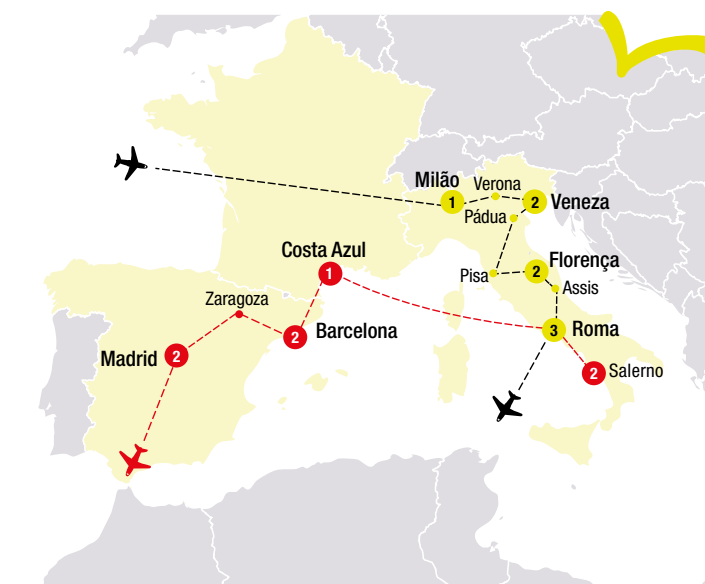 Milão
Verona
1
2
Veneza
Pádua
Costa Azul
1
Florença
2
Pisa
Assis
Zaragoza
Barcelona
2
3
Roma
Madrid
2
2
Salerno